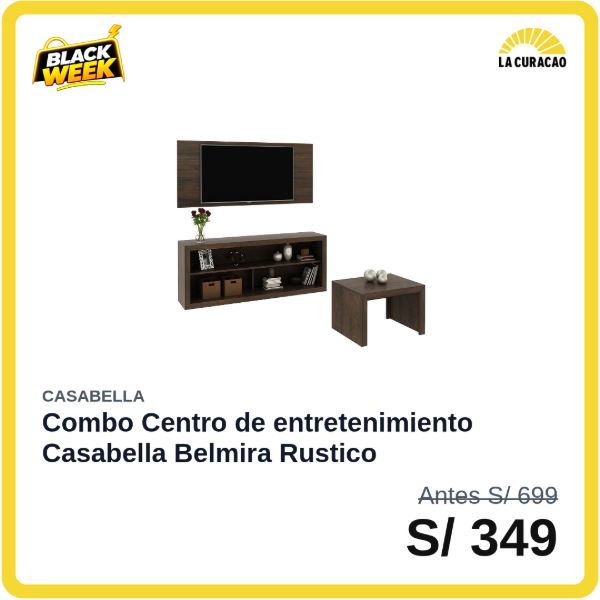 BLACK
WEEK
LA CURACAO
CASABELLA
Combo Centro de entretenimiento
Casabella Belmira Rustico
Antes S/ 699
S/ 349